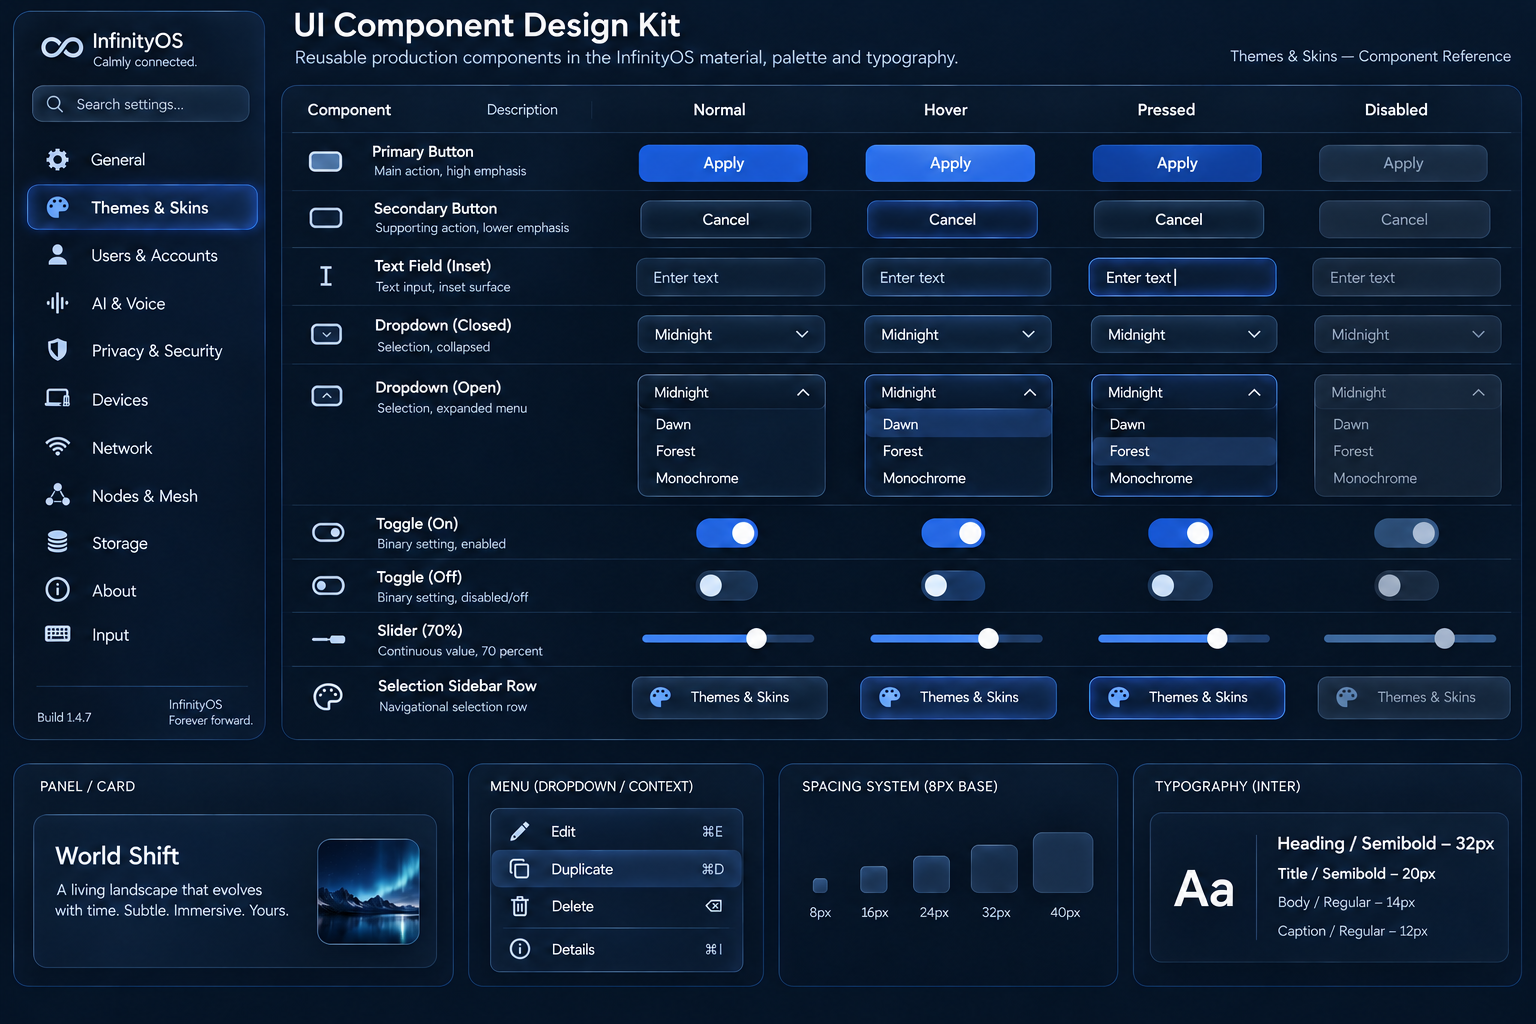 InfinityOS
Calmly connected.
Search settings...
General
Themes & Skins
Users & Accounts
AI & Voice
Privacy & Security
Devices
Network
Nodes & Mesh
Storage
About
Input
Build 1.4.7
InfinityOS
Forever forward.
UI Component Design Kit
Reusable production components in the InfinityOS material, palette and typography.
Themes & Skins — Component Reference
Component Description Normal Hover Pressed Disabled
Primary Button
Main action, high emphasis
Apply Apply Apply Apply
Secondary Button
Supporting action, lower emphasis
Cancel Cancel Cancel Cancel
Text Field (Inset)
Text input, inset surface
Enter text Enter text Enter text Enter text
Dropdown (Closed)
Selection, collapsed
Midnight Midnight Midnight Midnight
Dropdown (Open)
Selection, expanded menu
Midnight Midnight Midnight Midnight
Dawn Dawn Dawn Dawn
Forest Forest Forest Forest
Monochrome Monochrome Monochrome Monochrome
Toggle (On)
Binary setting, enabled
Toggle (Off)
Binary setting, disabled/off
Slider (70%)
Continuous value, 70 percent
Selection Sidebar Row
Navigational selection row
Themes & Skins Themes & Skins Themes & Skins Themes & Skins
PANEL / CARD
World Shift
A living landscape that evolves
with time. Subtle. Immersive. Yours.
MENU (DROPDOWN / CONTEXT)
Edit ⌘E
Duplicate ⌘D
Delete ⌫
Details ⌘I
SPACING SYSTEM (8PX BASE)
8px 16px 24px 32px 40px
TYPOGRAPHY (INTER)
Aa
Heading / Semibold – 32px
Title / Semibold – 20px
Body / Regular – 14px
Caption / Regular – 12px